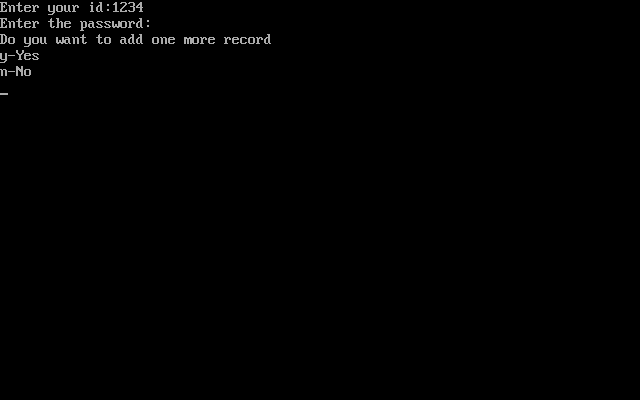 Enter your id:1234
Enter the password:
Do you want to add one more record
y-Yes
n-No